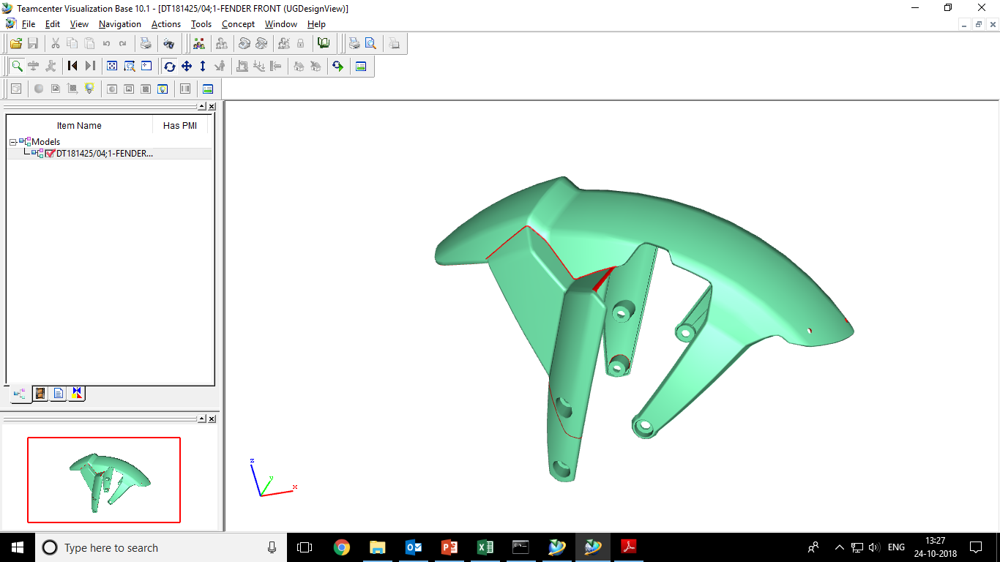 Teamcenter Visualization Base 10.1 - [DT181425/04;1-FENDER FRONT (UGDesignView)]
File Edit View Navigation Actions Tools Concept Window Help
Item Name Has PMI
Models
DT181425/04;1-FENDER...
z
y
x
Type here to search
ENG
13:27
24-10-2018